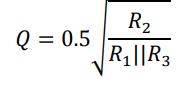 Q = 0.5 √(R₂ / (R₁||R₃))